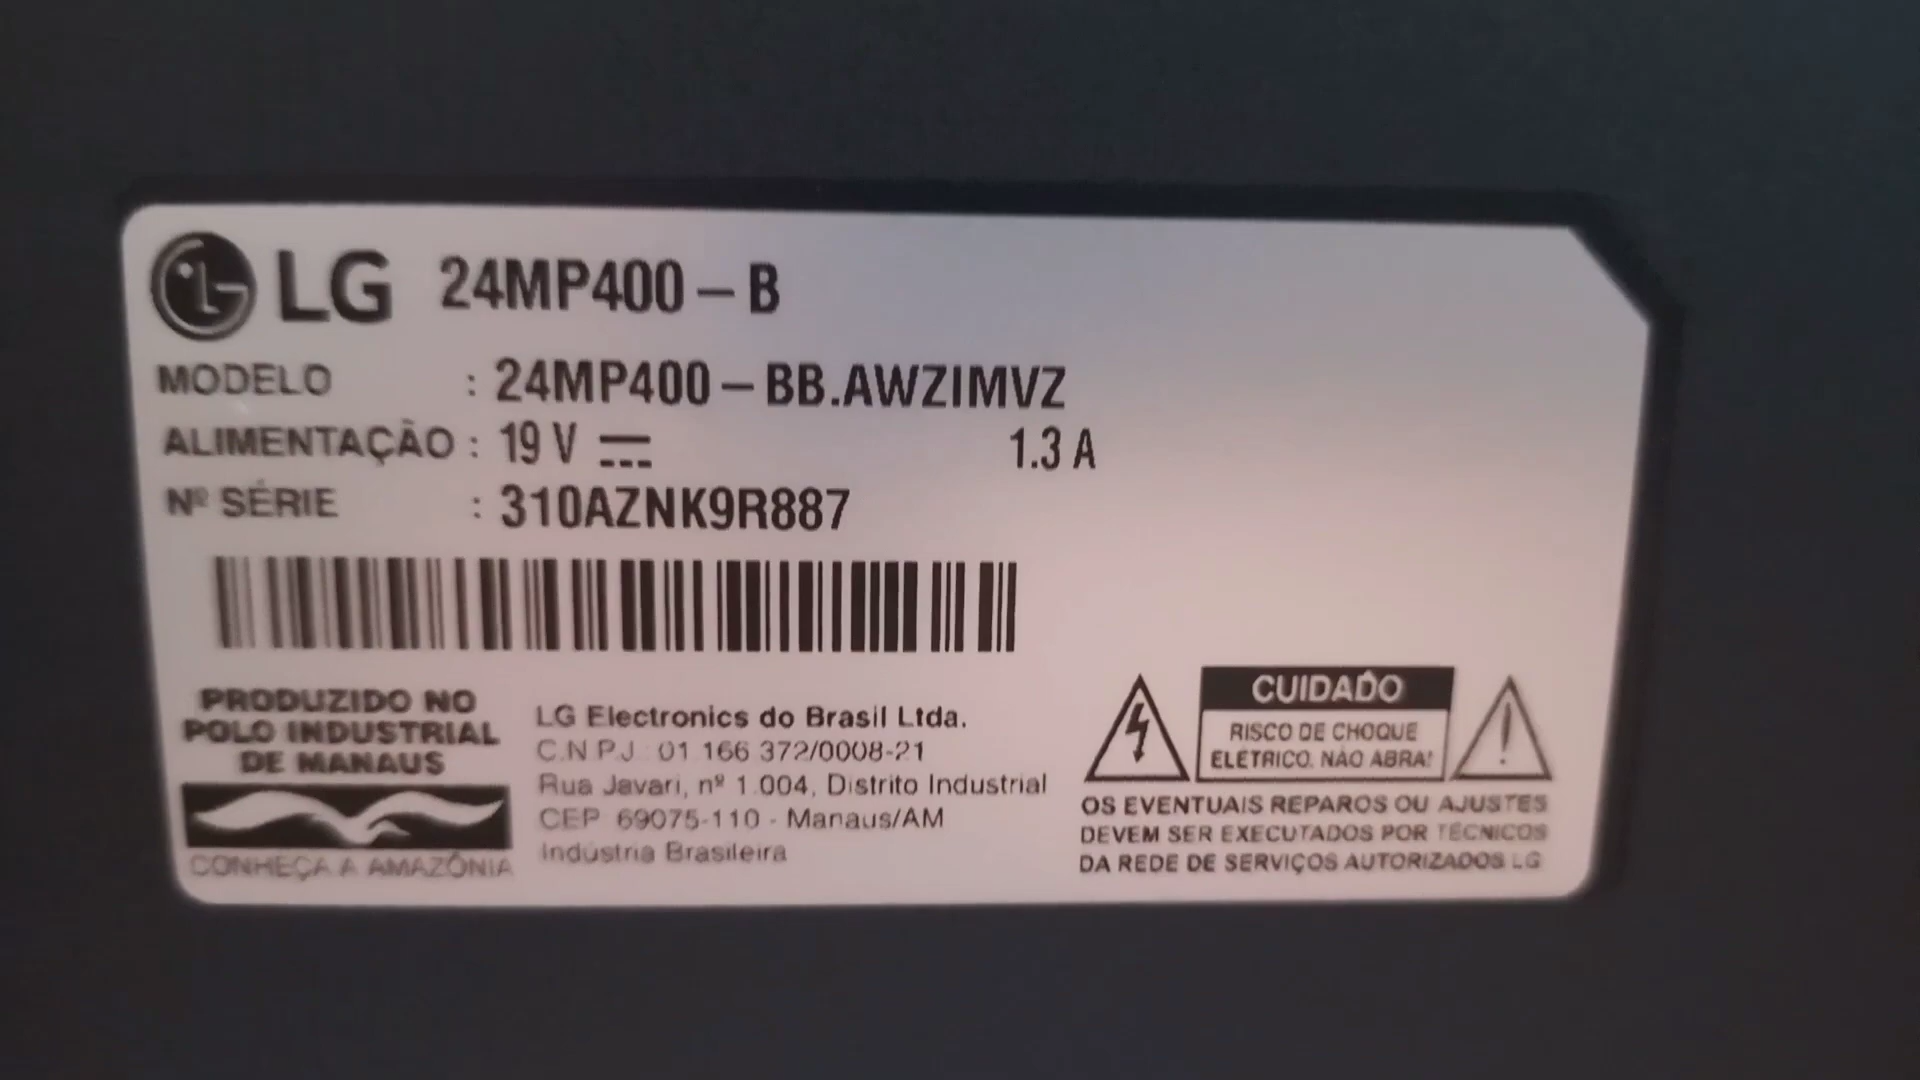 LG 24MP400-B
MODELO : 24MP400-BB.AWZIMVZ
ALIMENTAÇÃO : 19 V 1.3 A
Nº SÉRIE : 310AZNK9R887
PRODUZIDO NO
POLO INDUSTRIAL
DE MANAUS
CONHEÇA A AMAZÔNIA
LG Electronics do Brasil Ltda.
C.N.P.J.: 01.166.372/0008-21
Rua Javari, nº 1.004, Distrito Industrial
CEP 69075-110 - Manaus/AM
Indústria Brasileira
CUIDADO
RISCO DE CHOQUE
ELÉTRICO. NÃO ABRA!
OS EVENTUAIS REPAROS OU AJUSTES
DEVEM SER EXECUTADOS POR TÉCNICOS
DA REDE DE SERVIÇOS AUTORIZADOS LG